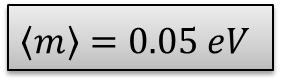 ⟨m⟩ = 0.05 eV